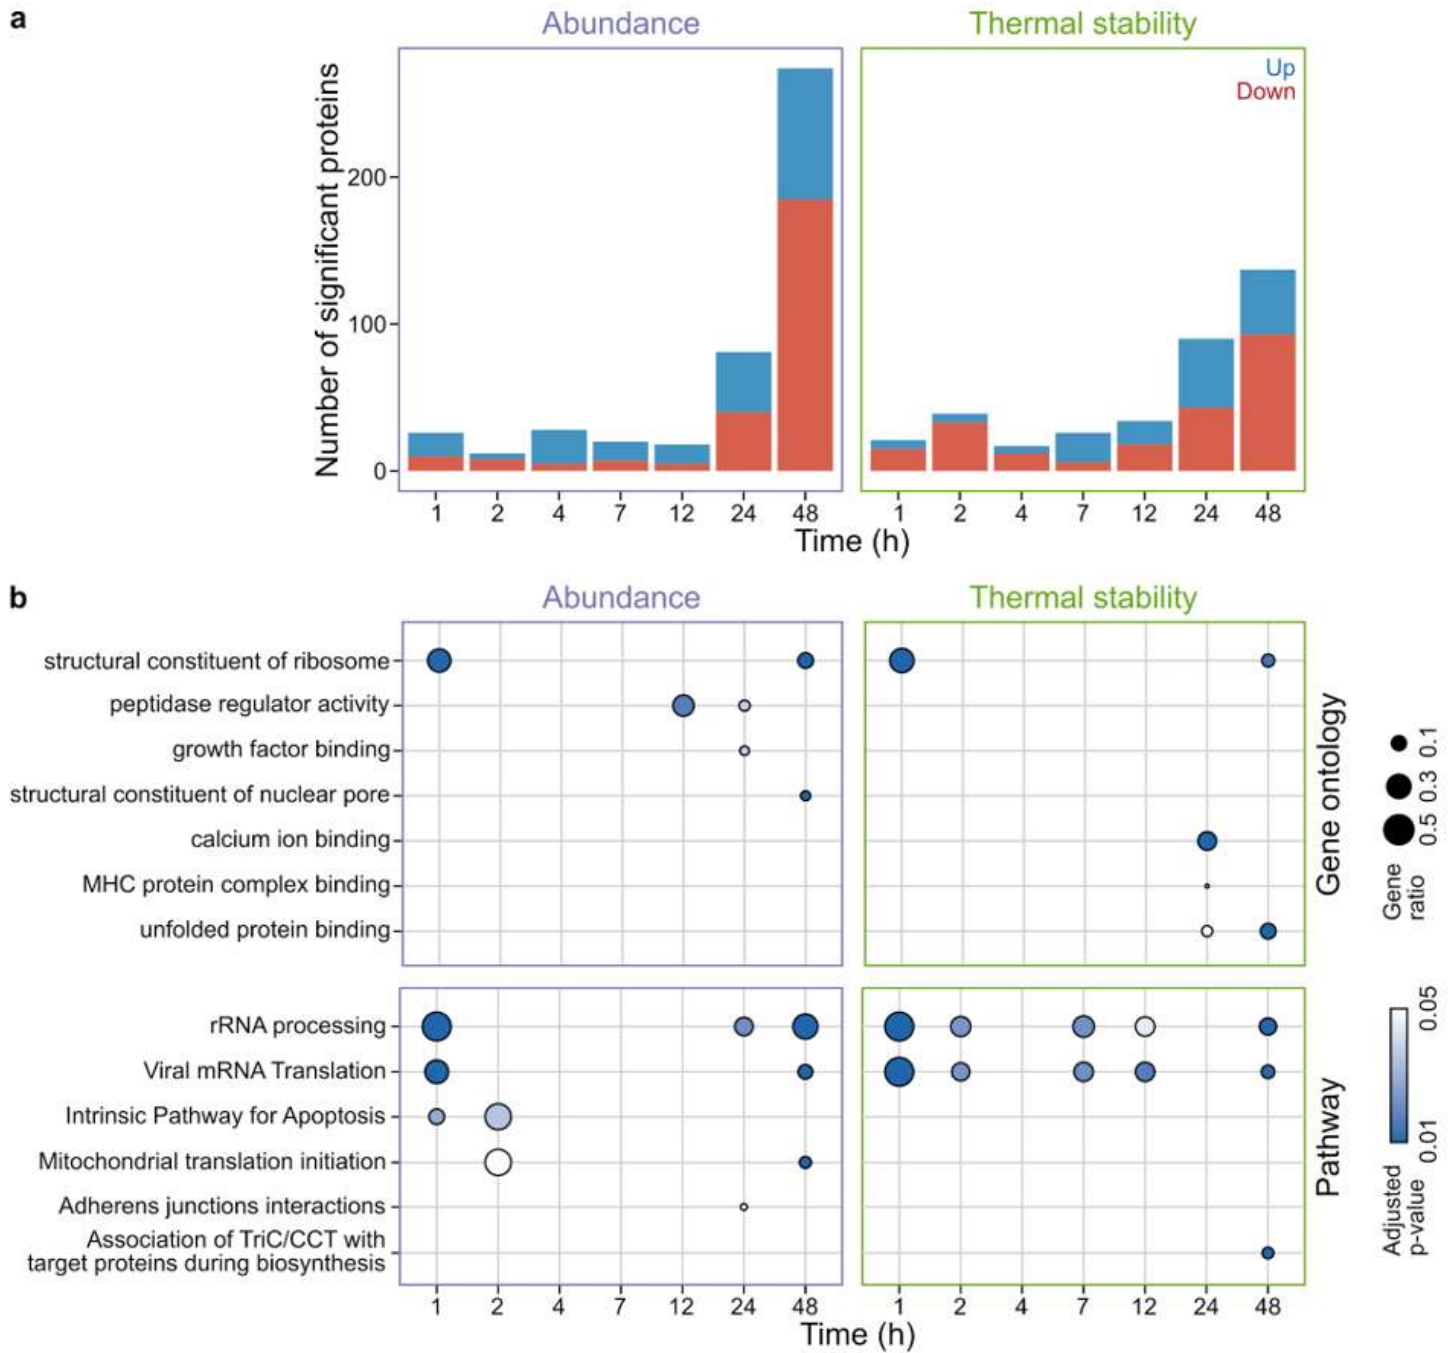 a
Abundance
Thermal stability
Number of significant proteins
200
100
0
Up
Down
1 2 4 7 12 24 48
1 2 4 7 12 24 48
Time (h)
b
Abundance
Thermal stability
structural constituent of ribosome
peptidase regulator activity
growth factor binding
structural constituent of nuclear pore
calcium ion binding
MHC protein complex binding
unfolded protein binding
Gene ontology
rRNA processing
Viral mRNA Translation
Intrinsic Pathway for Apoptosis
Mitochondrial translation initiation
Adherens junctions interactions
Association of TriC/CCT with
target proteins during biosynthesis
Pathway
1 2 4 7 12 24 48
1 2 4 7 12 24 48
Time (h)
0.1
0.3
0.5
Gene
ratio
0.05
0.01
Adjusted
p-value